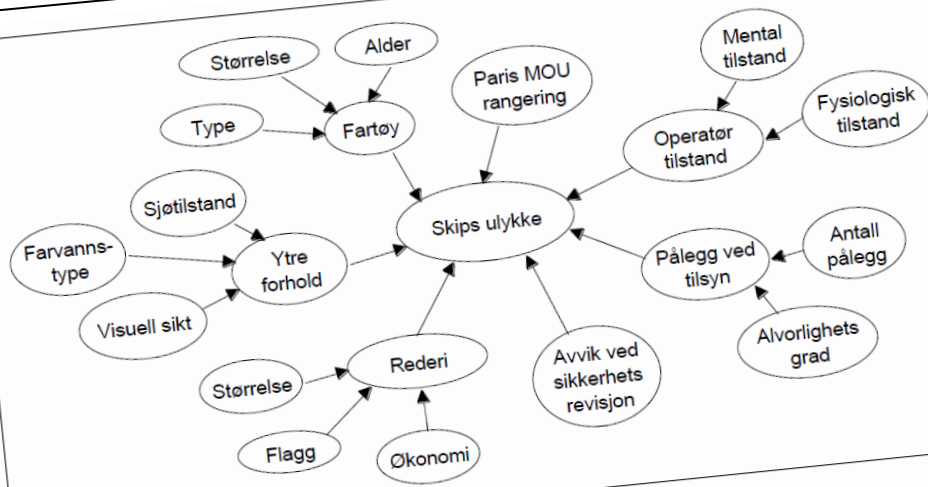 Størrelse
Alder
Type
Fartøy
Paris MOU
rangering
Mental
tilstand
Fysiologisk
tilstand
Operatør
tilstand
Sjøtilstand
Farvanns-
type
Ytre
forhold
Visuell sikt
Skips ulykke
Pålegg ved
tilsyn
Antall
pålegg
Alvorlighets
grad
Størrelse
Rederi
Flagg
Økonomi
Avvik ved
sikkerhets
revisjon